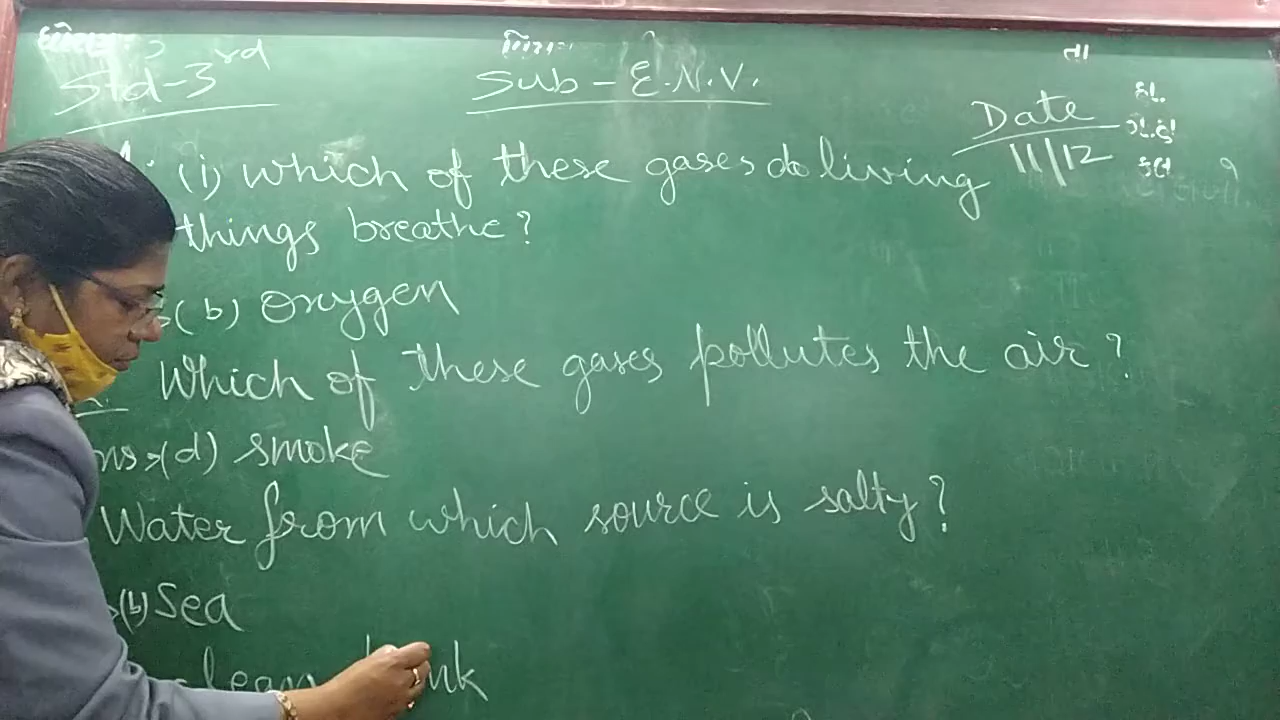 Std-3rd Sub - E.N.V.
Date
11/12
(i) Which of these gases do living
things breathe?
(b) Oxygen
Which of these gases pollutes the air?
ns >(d) smoke
Water from which source is salty?
(b) Sea